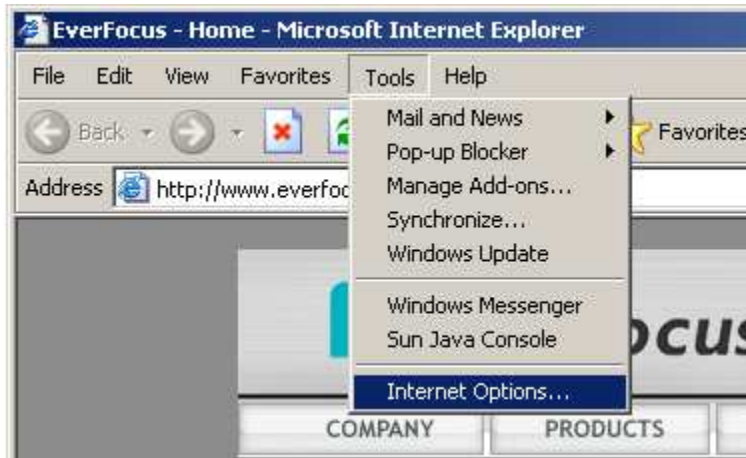 EverFocus - Home - Microsoft Internet Explorer
File Edit View Favorites Tools Help
Back Favorites
Address http://www.everfoc
Mail and News
Pop-up Blocker
Manage Add-ons...
Synchronize...
Windows Update
Windows Messenger
Sun Java Console
Internet Options...
ocus
COMPANY PRODUCTS